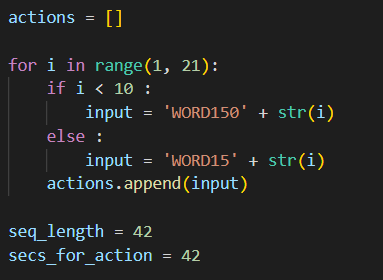 actions = []
for i in range(1, 21):
    if i < 10 :
        input = 'WORD150' + str(i)
    else :
        input = 'WORD15' + str(i)
    actions.append(input)
seq_length = 42
secs_for_action = 42